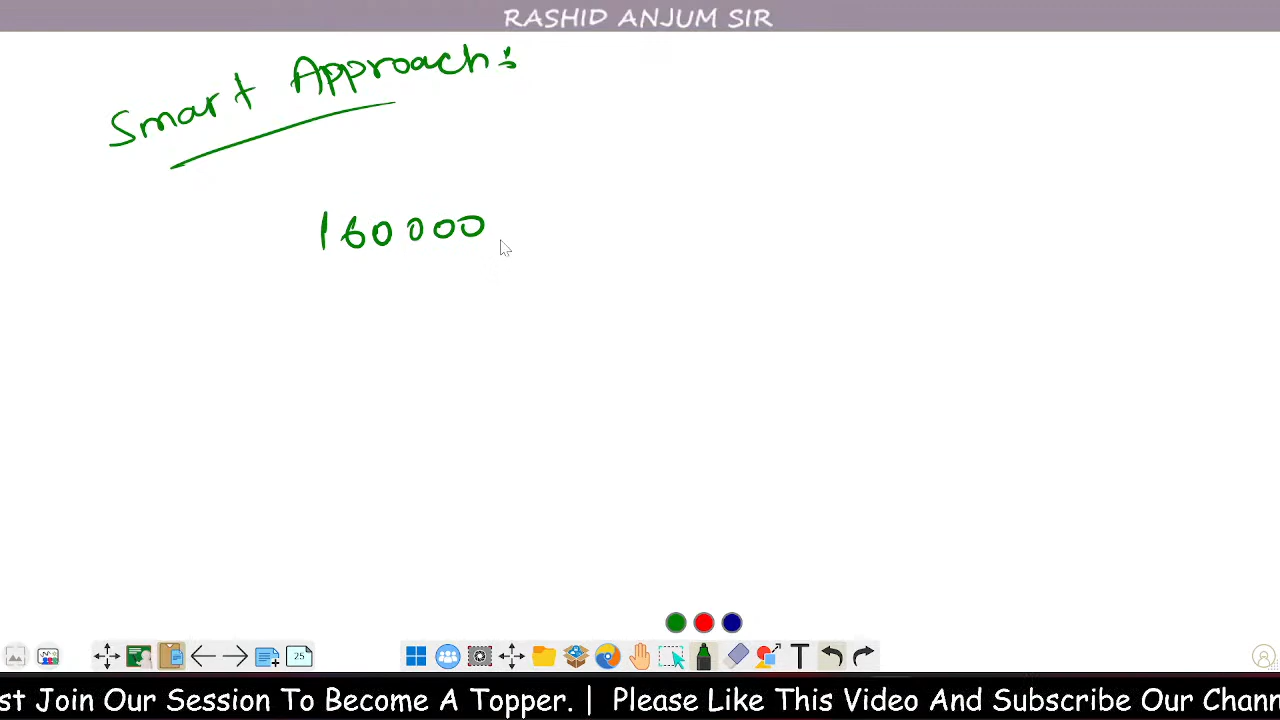 RASHID ANJUM SIR
Smart Approach:
160000
25
st Join Our Session To Become A Topper. | Please Like This Video And Subscribe Our Chann